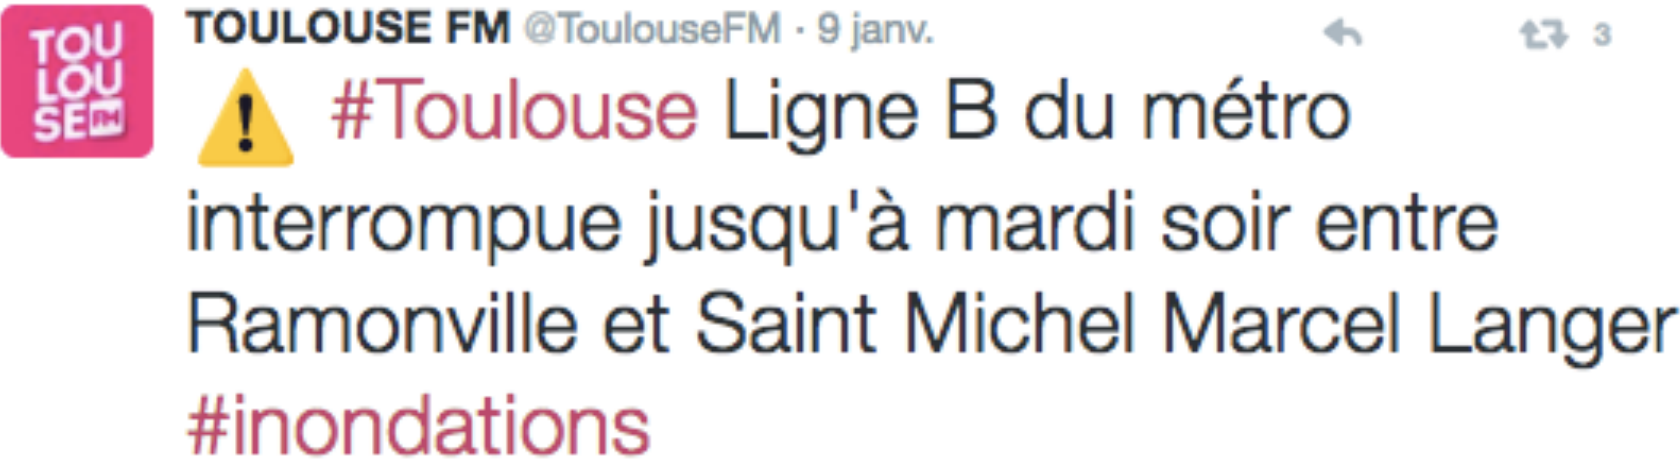 TOU
LOU
SE FM
TOULOUSE FM @ToulouseFM · 9 janv. 3
⚠ #Toulouse Ligne B du métro
interrompue jusqu'à mardi soir entre
Ramonville et Saint Michel Marcel Langer
#inondations